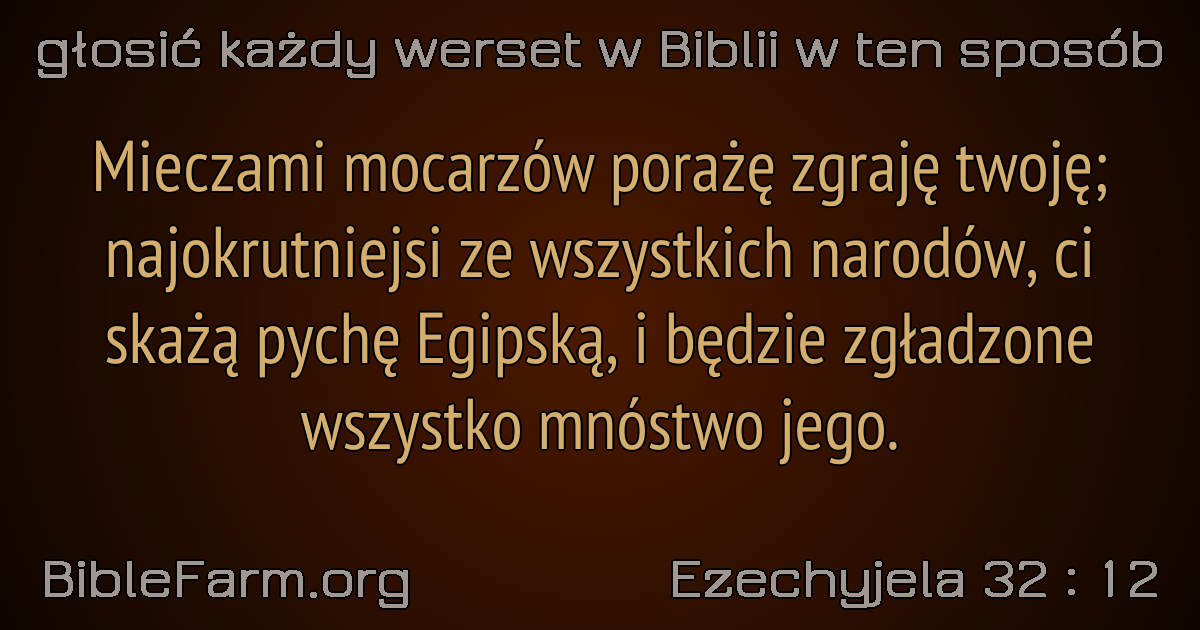 głosić każdy werset w Biblii w ten sposób
Mieczami mocarzów porażę zgraję twoję;
najokrutniejsi ze wszystkich narodów, ci
skażą pychę Egipską, i będzie zgładzone
wszystko mnóstwo jego.
BibleFarm.org
Ezechyjela 32 : 12